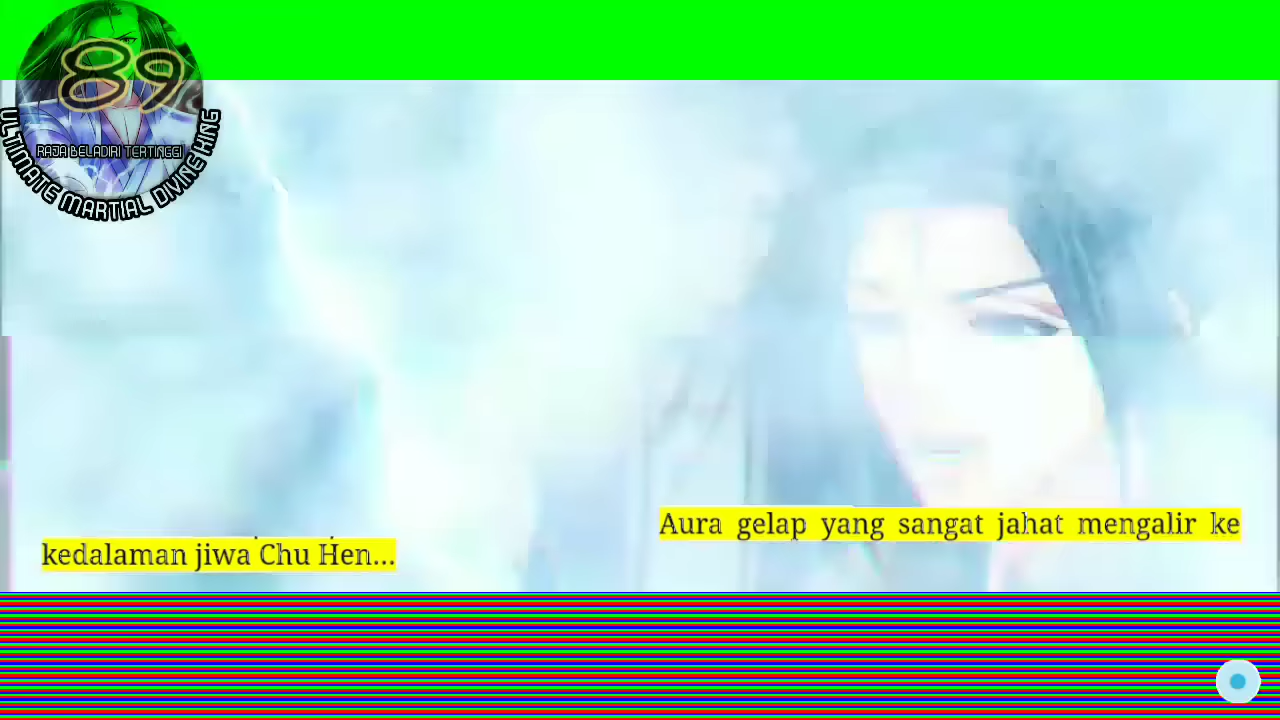 89
RAJA BELADIRI TERTINGGI
ULTIMATE MARTIAL DIVINE KING
Aura gelap yang sangat jahat mengalir ke
kedalaman jiwa Chu Hen...